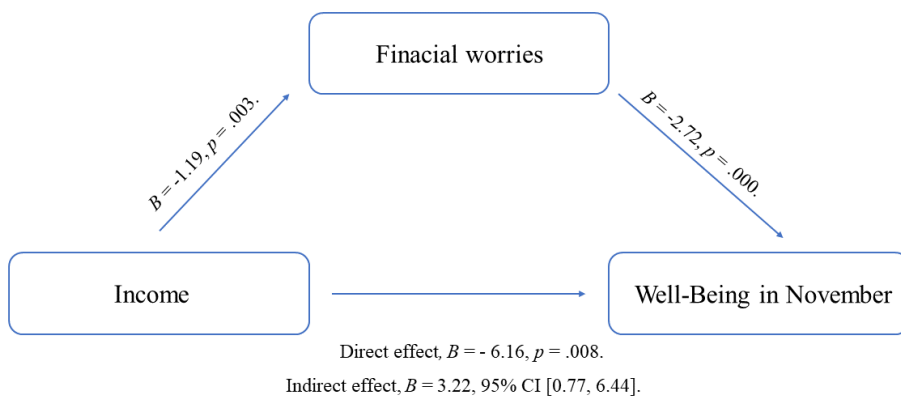 Finacial worries
B = -1.19, p = .003.
B = -2.72, p = .000.
Income
Well-Being in November
Direct effect, B = - 6.16, p = .008.
Indirect effect, B = 3.22, 95% CI [0.77, 6.44].